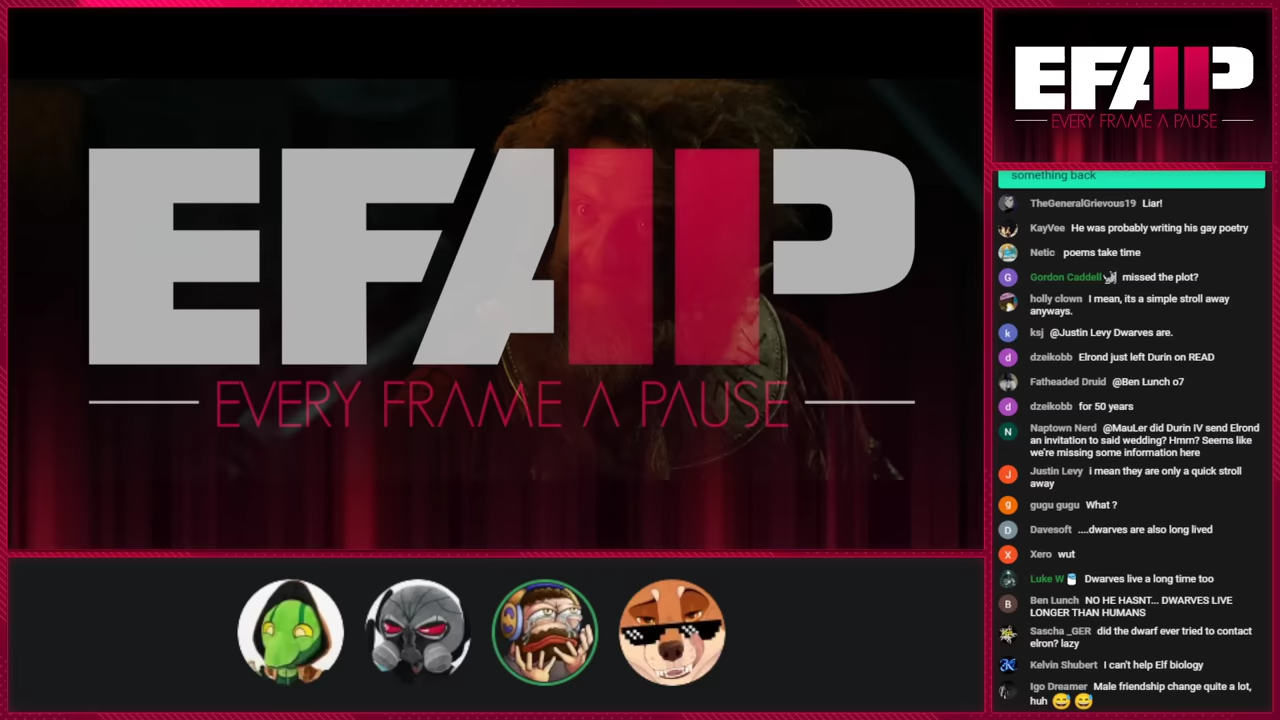 EFAP
EVERY FRAME A PAUSE
EFAP
EVERY FRAME A PAUSE
something back
TheGeneralGrievous19 Liar!
KayVee He was probably writing his gay poetry
Netic poems take time
G Gordon Caddell missed the plot?
holly clown I mean, its a simple stroll away
anyways.
k ksj @Justin Levy Dwarves are.
d dzeikobb Elrond just left Durin on READ
Fatheaded Druid @Ben Lunch o7
d dzeikobb for 50 years
N Naptown Nerd @MauLer did Durin IV send Elrond
an invitation to said wedding? Hmm? Seems like
we're missing some information here
J Justin Levy i mean they are only a quick stroll
away
g gugu gugu What ?
D Davesoft ....dwarves are also long lived
X Xero wut
Luke W Dwarves live a long time too
B Ben Lunch NO HE HASNT... DWARVES LIVE
LONGER THAN HUMANS
Sascha _GER did the dwarf ever tried to contact
elron? lazy
Kelvin Shubert I can't help Elf biology
Igo Dreamer Male friendship change quite a lot,
huh 😅 😅